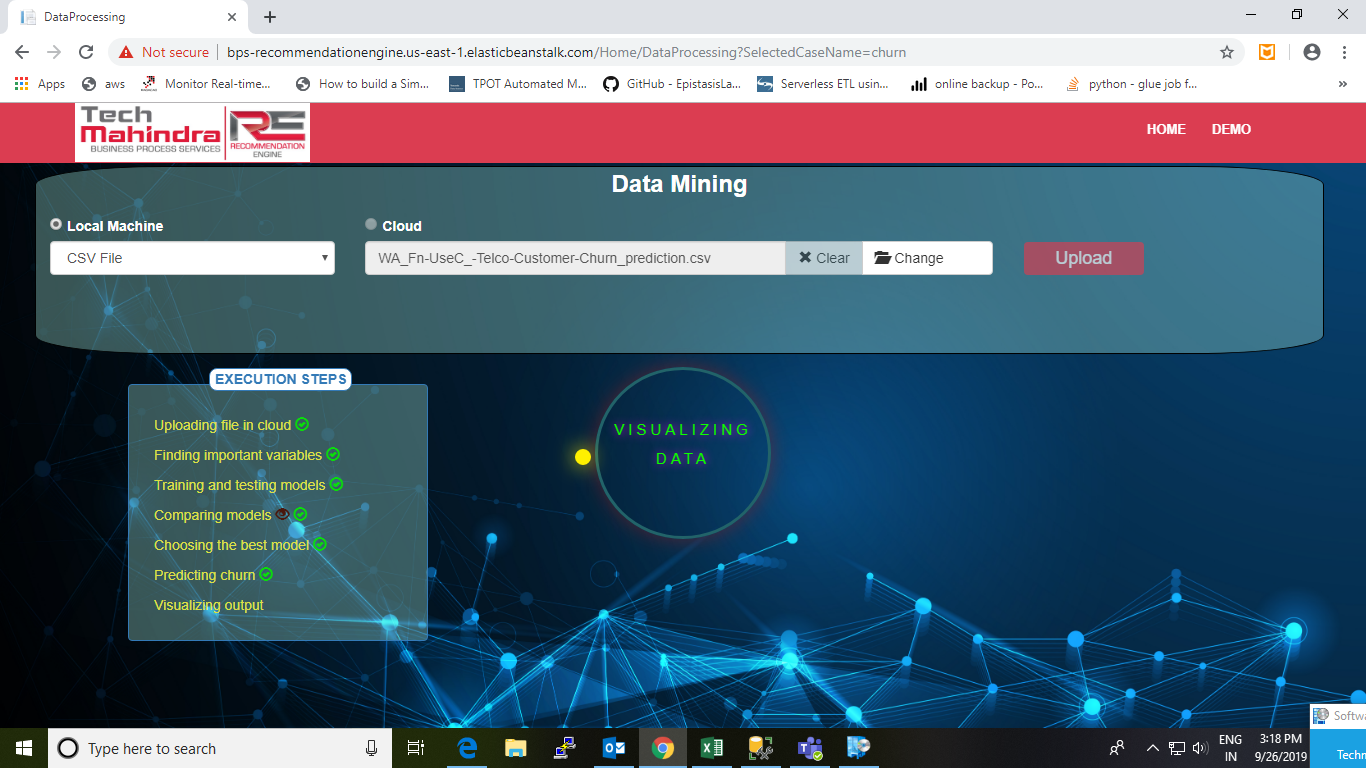 DataProcessing
Not secure bps-recommendationengine.us-east-1.elasticbeanstalk.com/Home/DataProcessing?SelectedCaseName=churn
Apps aws Monitor Real-time... How to build a Sim... TPOT Automated M... GitHub - EpistasisLa... Serverless ETL usin... online backup - Po... python - glue job f... »
Tech
Mahindra
BUSINESS PROCESS SERVICES
RE
RECOMMENDATION
ENGINE
HOME DEMO
Data Mining
Local Machine Cloud
CSV File WA_Fn-UseC_-Telco-Customer-Churn_prediction.csv Clear Change Upload
EXECUTION STEPS
Uploading file in cloud
Finding important variables
Training and testing models
Comparing models
Choosing the best model
Predicting churn
Visualizing output
VISUALIZING
DATA
Softwa
Type here to search
ENG
IN
3:18 PM
9/26/2019
Techn